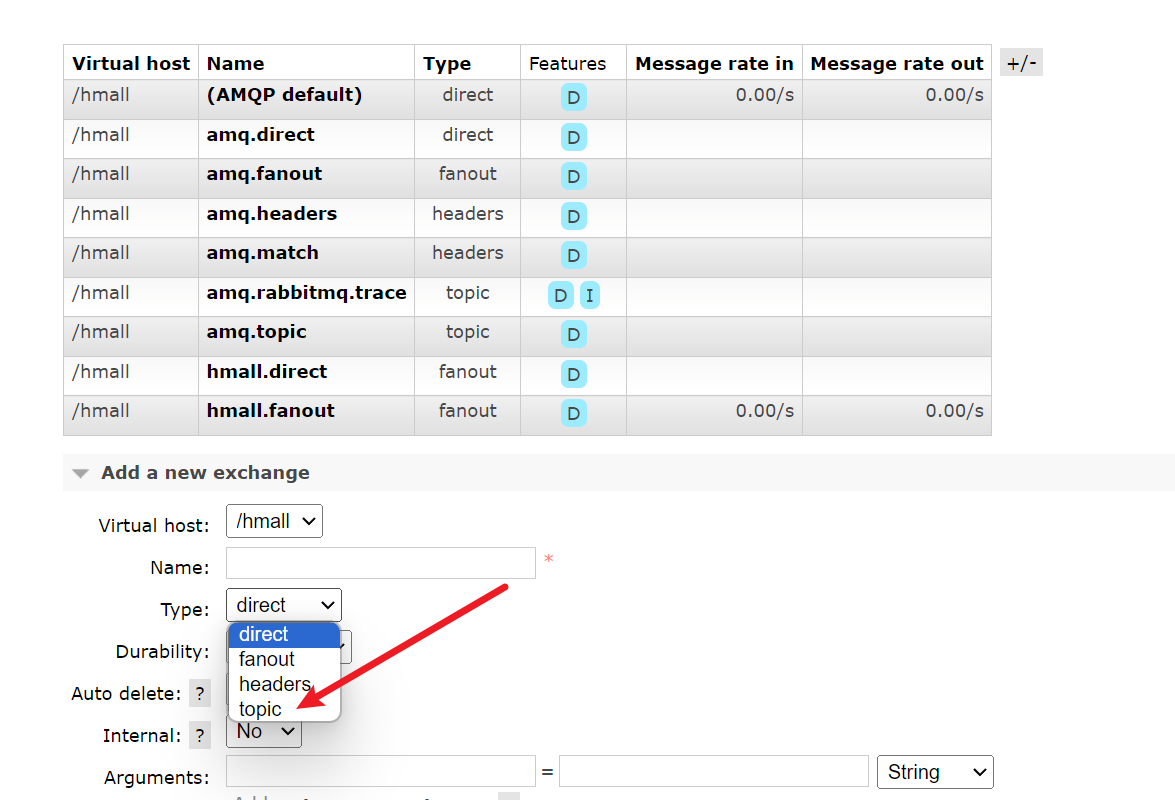 Virtual host Name Type Features Message rate in Message rate out +/-
/hmall (AMQP default) direct D 0.00/s 0.00/s
/hmall amq.direct direct D
/hmall amq.fanout fanout D
/hmall amq.headers headers D
/hmall amq.match headers D
/hmall amq.rabbitmq.trace topic D I
/hmall amq.topic topic D
/hmall hmall.direct fanout D
/hmall hmall.fanout fanout D 0.00/s 0.00/s
Add a new exchange
Virtual host: /hmall
Name: *
Type: direct
direct
Durability:
fanout
headers
Auto delete: ?
topic
Internal: ? No
Arguments: = String